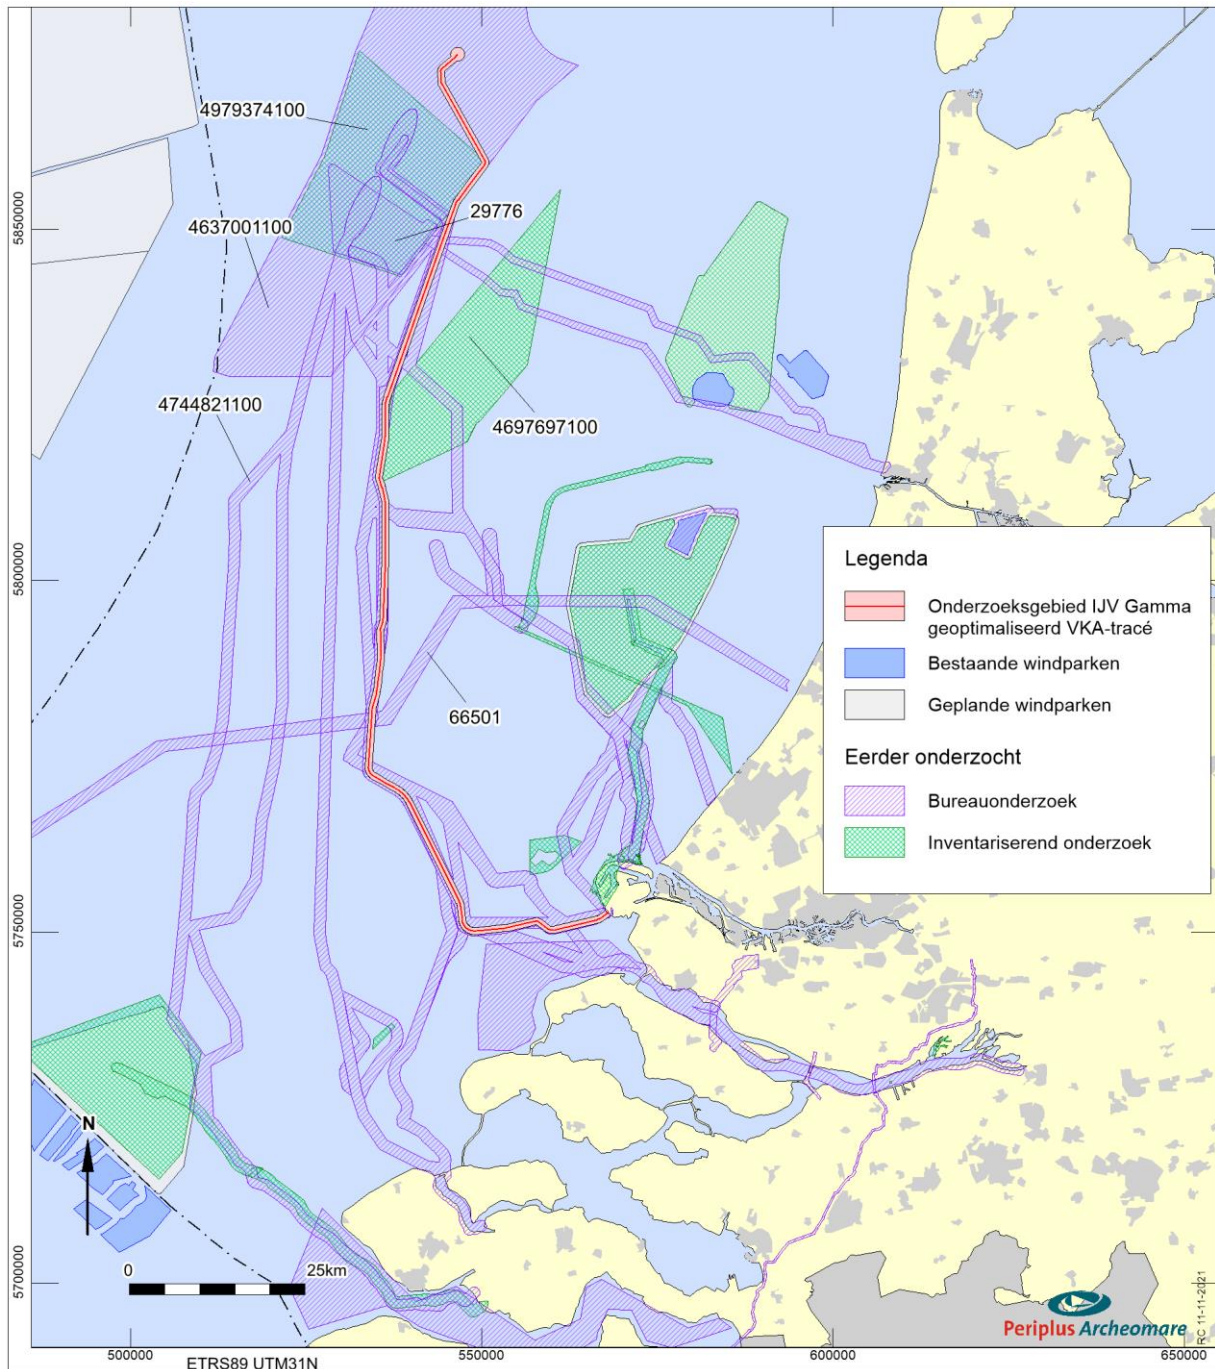 4979374100
5850000
29776
4637001100
4744821100
4697697100
5800000
66501
Legenda
Onderzoeksgebied IJV Gamma
geoptimaliseerd VKA-tracé
Bestaande windparken
Geplande windparken
Eerder onderzocht
Bureauonderzoek
Inventariserend onderzoek
5750000
N
0 25km
5700000
Periplus Archeomare
RC 11-11-2021
500000 550000 600000 650000
ETRS89 UTM31N